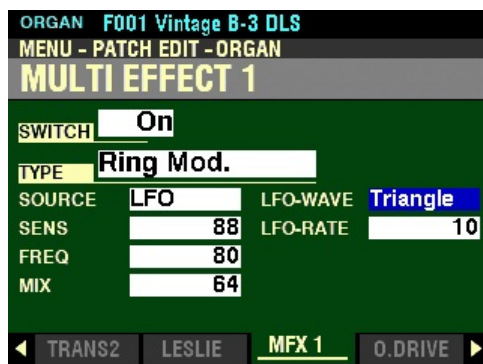 ORGAN F001 Vintage B-3 DLS
MENU - PATCH EDIT - ORGAN
MULTI EFFECT 1
SWITCH On
TYPE Ring Mod.
SOURCE LFO LFO-WAVE Triangle
SENS 88 LFO-RATE 10
FREQ 80
MIX 64
TRANS2 LESLIE MFX 1 O.DRIVE